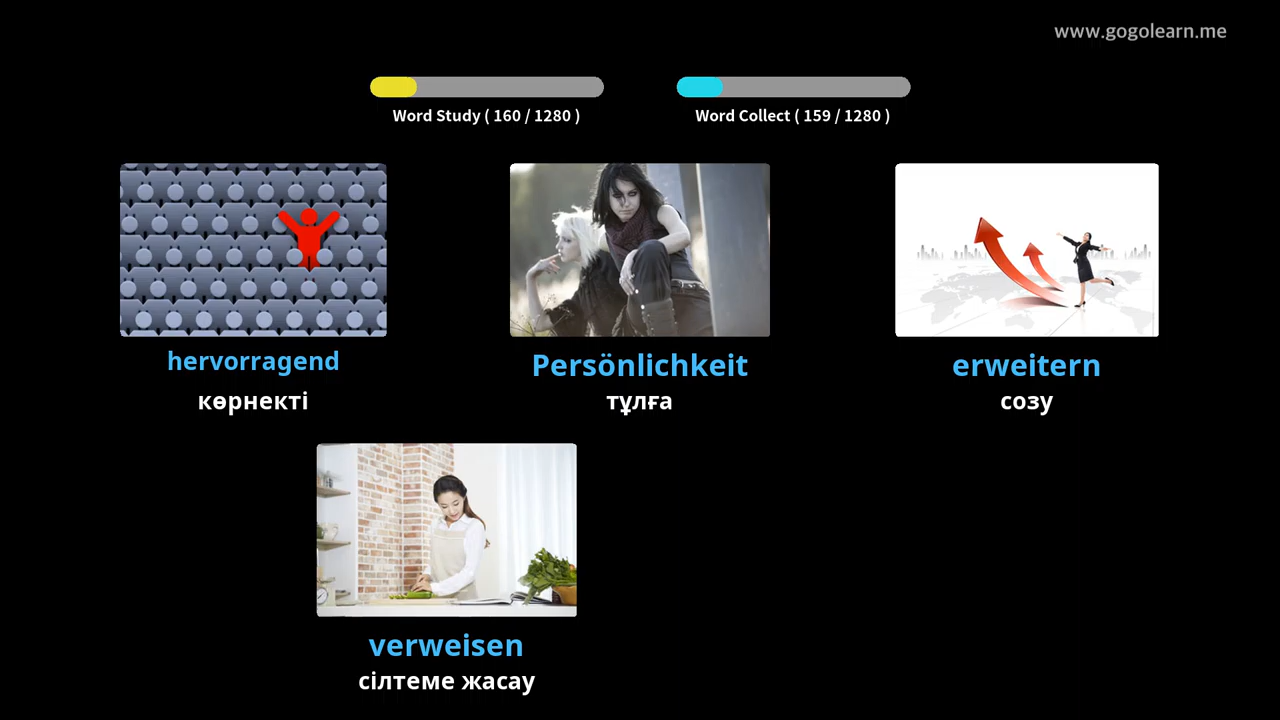 www.gogolearn.me
Word Study ( 160 / 1280 )
Word Collect ( 159 / 1280 )
hervorragend
көрнекті
Persönlichkeit
тұлға
erweitern
созу
verweisen
сілтеме жасау